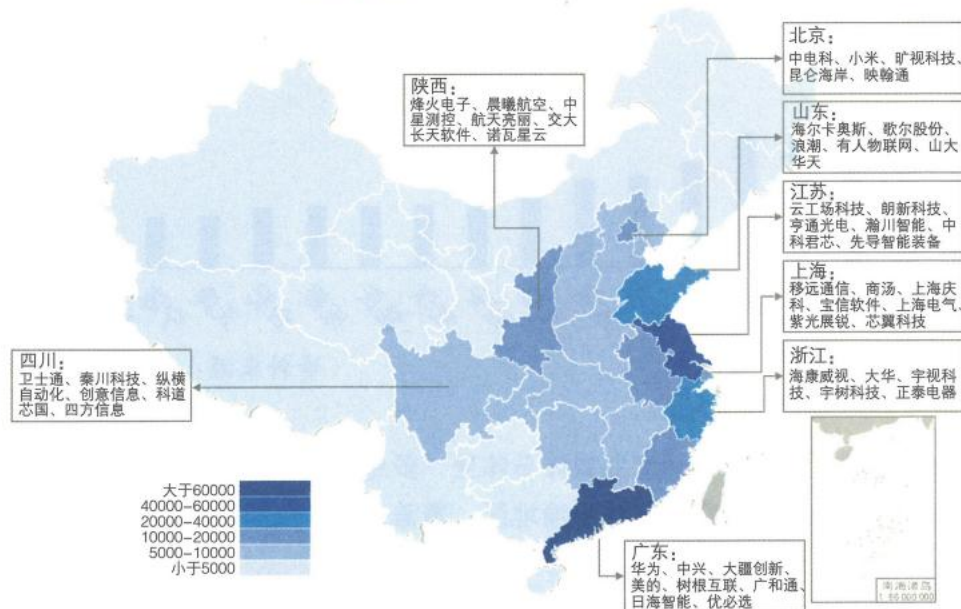 北京：
中电科、小米、旷视科技、
昆仑海岸、映翰通
陕西：
烽火电子、晨曦航空、中
星测控、航天亮丽、交大
长天软件、诺瓦星云
山东：
海尔卡奥斯、歌尔股份、
浪潮、有人物联网、山大
华天
江苏：
云工场科技、朗新科技、
亨通光电、瀚川智能、中
科君芯、先导智能装备
上海：
移远通信、商汤、上海庆
科、宝信软件、上海电气、
紫光展锐、芯翼科技
浙江：
海康威视、大华、宇视科
技、宇树科技、正泰电器
四川：
卫士通、秦川科技、纵横
自动化、创意信息、科道
芯国、四方信息
大于60000
40000-60000
20000-40000
10000-20000
5000-10000
小于5000
广东：
华为、中兴、大疆创新、
美的、树根互联、广和通、
日海智能、优必选
南海诸岛